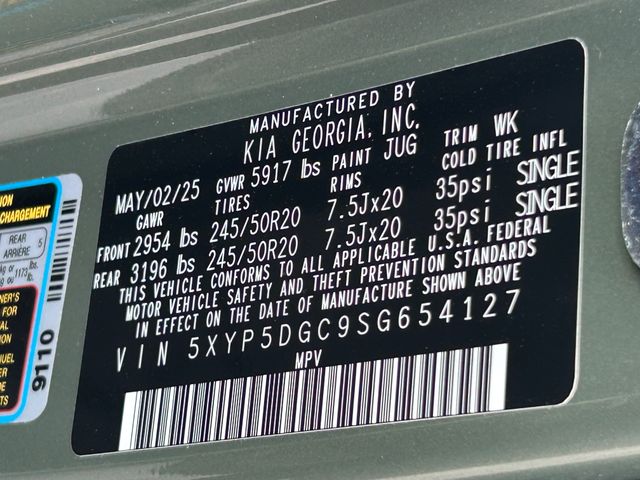 MANUFACTURED BY
KIA GEORGIA, INC.
MAY/02/25 GVWR 5917 lbs PAINT JUG TRIM WK
GAWR TIRES RIMS COLD TIRE INFL
FRONT 2954 lbs 245/50R20 7.5Jx20 35psi SINGLE
REAR 3196 lbs 245/50R20 7.5Jx20 35psi SINGLE
THIS VEHICLE CONFORMS TO ALL APPLICABLE U.S.A. FEDERAL
MOTOR VEHICLE SAFETY AND THEFT PREVENTION STANDARDS
IN EFFECT ON THE DATE OF MANUFACTURE SHOWN ABOVE
VIN 5XYP5DGC9SG654127
MPV
CHARGEMENT
REAR
ARRIÈRE 5
FOR
9110